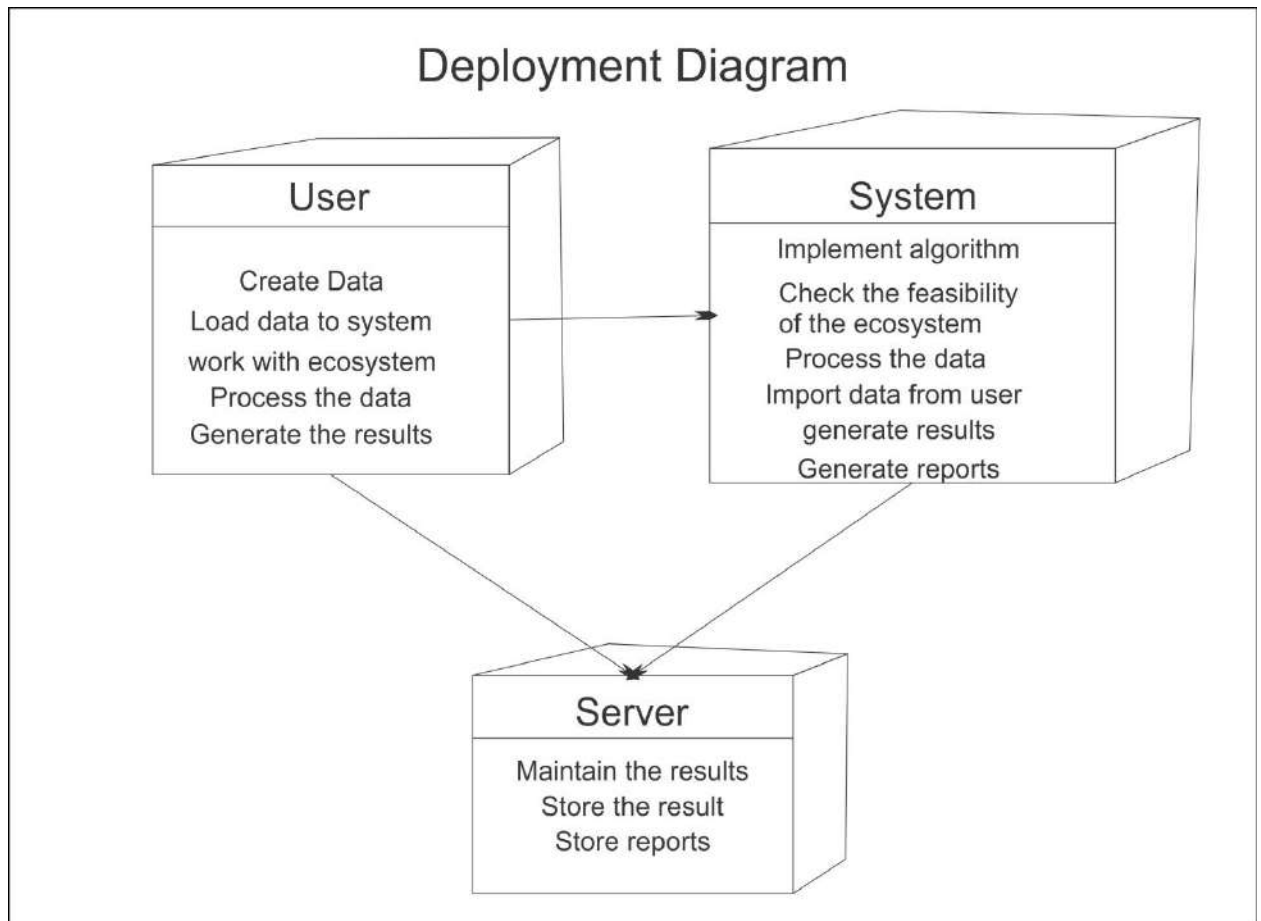 Deployment Diagram
User
Create Data
Load data to system
work with ecosystem
Process the data
Generate the results
System
Implement algorithm
Check the feasibility
of the ecosystem
Process the data
Import data from user
generate results
Generate reports
Server
Maintain the results
Store the result
Store reports